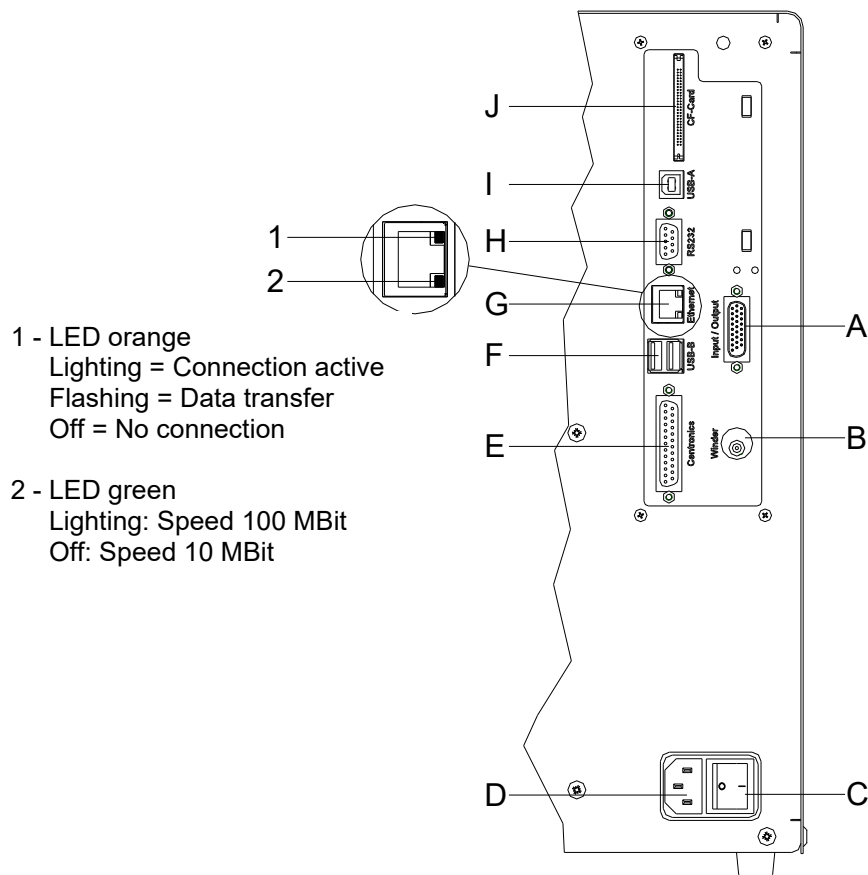 J
CF-Card
I
USB-A
1
H
RS232
2
G
Ethernet
Input / Output
A
F
USB-B
E
Centronics
Winder
B
1 - LED orange
Lighting = Connection active
Flashing = Data transfer
Off = No connection
2 - LED green
Lighting: Speed 100 MBit
Off: Speed 10 MBit
D
C